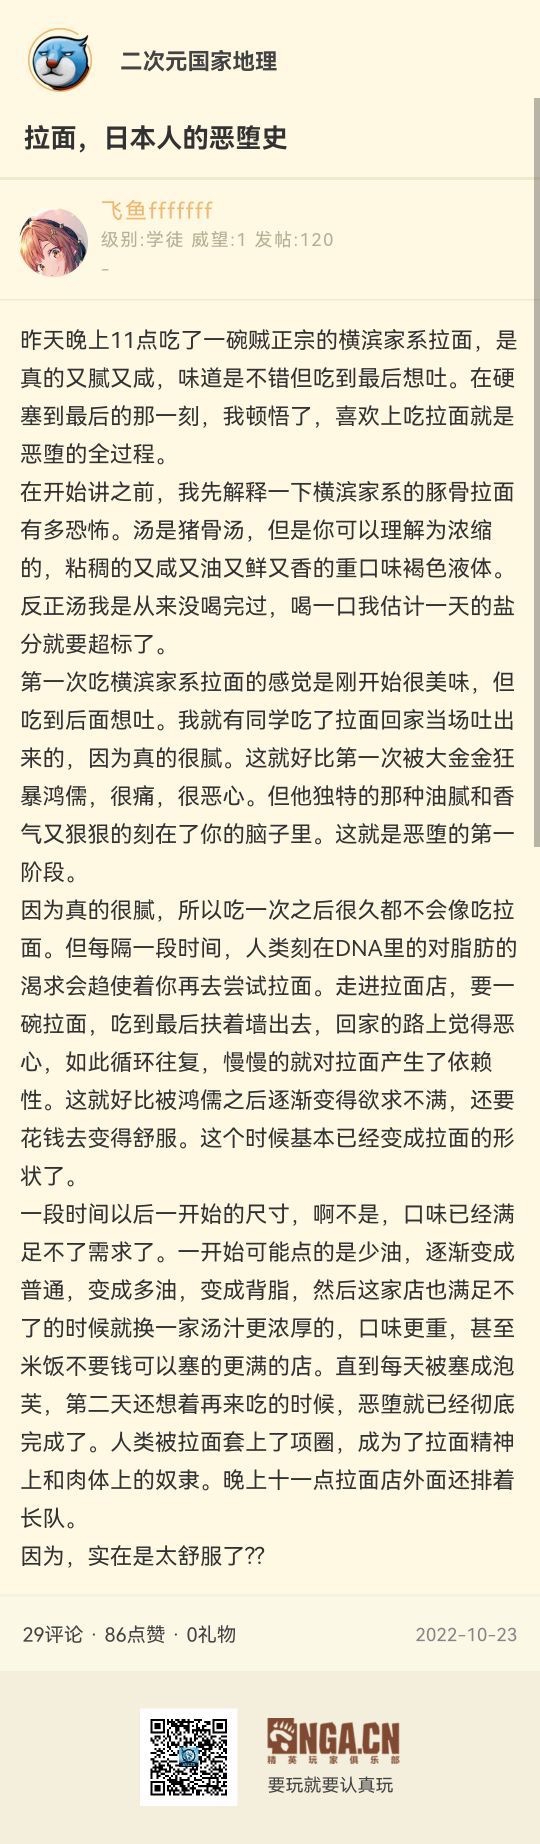 二次元国家地理
拉面，日本人的恶堕史
飞鱼fffffff
级别:学徒 威望:1 发帖:120
-
昨天晚上11点吃了一碗贼正宗的横滨家系拉面，是
真的又腻又咸，味道是不错但吃到最后想吐。在硬
塞到最后的那一刻，我顿悟了，喜欢上吃拉面就是
恶堕的全过程。
在开始讲之前，我先解释一下横滨家系的豚骨拉面
有多恐怖。汤是猪骨汤，但是你可以理解为浓缩
的，粘稠的又咸又油又鲜又香的重口味褐色液体。
反正汤我是从来没喝完过，喝一口我估计一天的盐
分就要超标了。
第一次吃横滨家系拉面的感觉是刚开始很美味，但
吃到后面想吐。我就有同学吃了拉面回家当场吐出
来的，因为真的很腻。这就好比第一次被大金金狂
暴鸿儒，很痛，很恶心。但他独特的那种油腻和香
气又狠狠的刻在了你的脑子里。这就是恶堕的第一
阶段。
因为真的很腻，所以吃一次之后很久都不会像吃拉
面。但每隔一段时间，人类刻在DNA里的对脂肪的
渴求会趋使着你再去尝试拉面。走进拉面店，要一
碗拉面，吃到最后扶着墙出去，回家的路上觉得恶
心，如此循环往复，慢慢的就对拉面产生了依赖
性。这就好比被鸿儒之后逐渐变得欲求不满，还要
花钱去变得舒服。这个时候基本已经变成拉面的形
状了。
一段时间以后一开始的尺寸，啊不是，口味已经满
足不了需求了。一开始可能点的是少油，逐渐变成
普通，变成多油，变成背脂，然后这家店也满足不
了的时候就换一家汤汁更浓厚的，口味更重，甚至
米饭不要钱可以塞的更满的店。直到每天被塞成泡
芙，第二天还想着再来吃的时候，恶堕就已经彻底
完成了。人类被拉面套上了项圈，成为了拉面精神
上和肉体上的奴隶。晚上十一点拉面店外面还排着
长队。
因为，实在是太舒服了??
29评论 · 86点赞 · 0礼物
2022-10-23
NGA.CN
精英玩家俱乐部
要玩就要认真玩